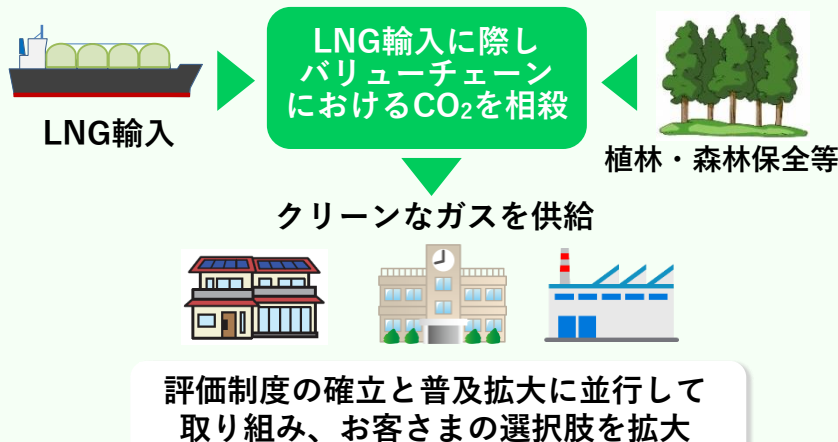 LNG輸入に際し
バリューチェーン
におけるCO₂を相殺
LNG輸入
植林・森林保全等
クリーンなガスを供給
評価制度の確立と普及拡大に並行して
取り組み、お客さまの選択肢を拡大